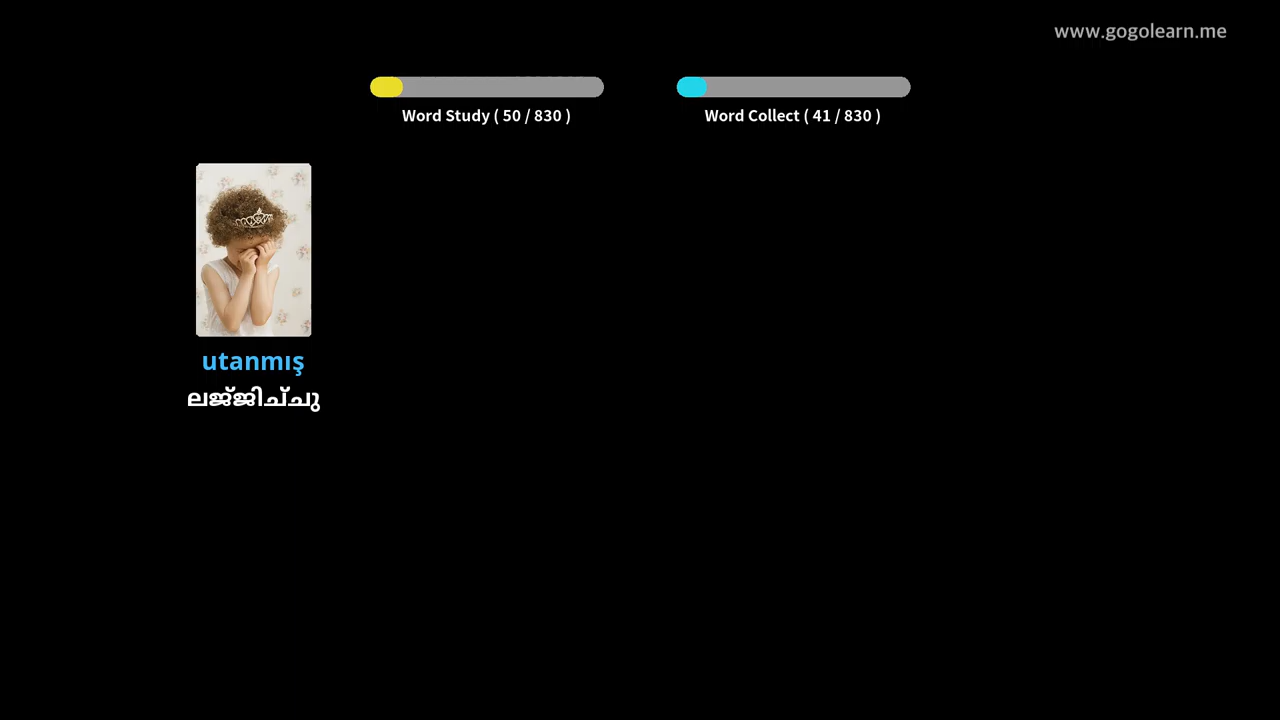 www.gogolearn.me
Word Study ( 50 / 830 )
Word Collect ( 41 / 830 )
utanmış
ലജ്ജിച്ചു